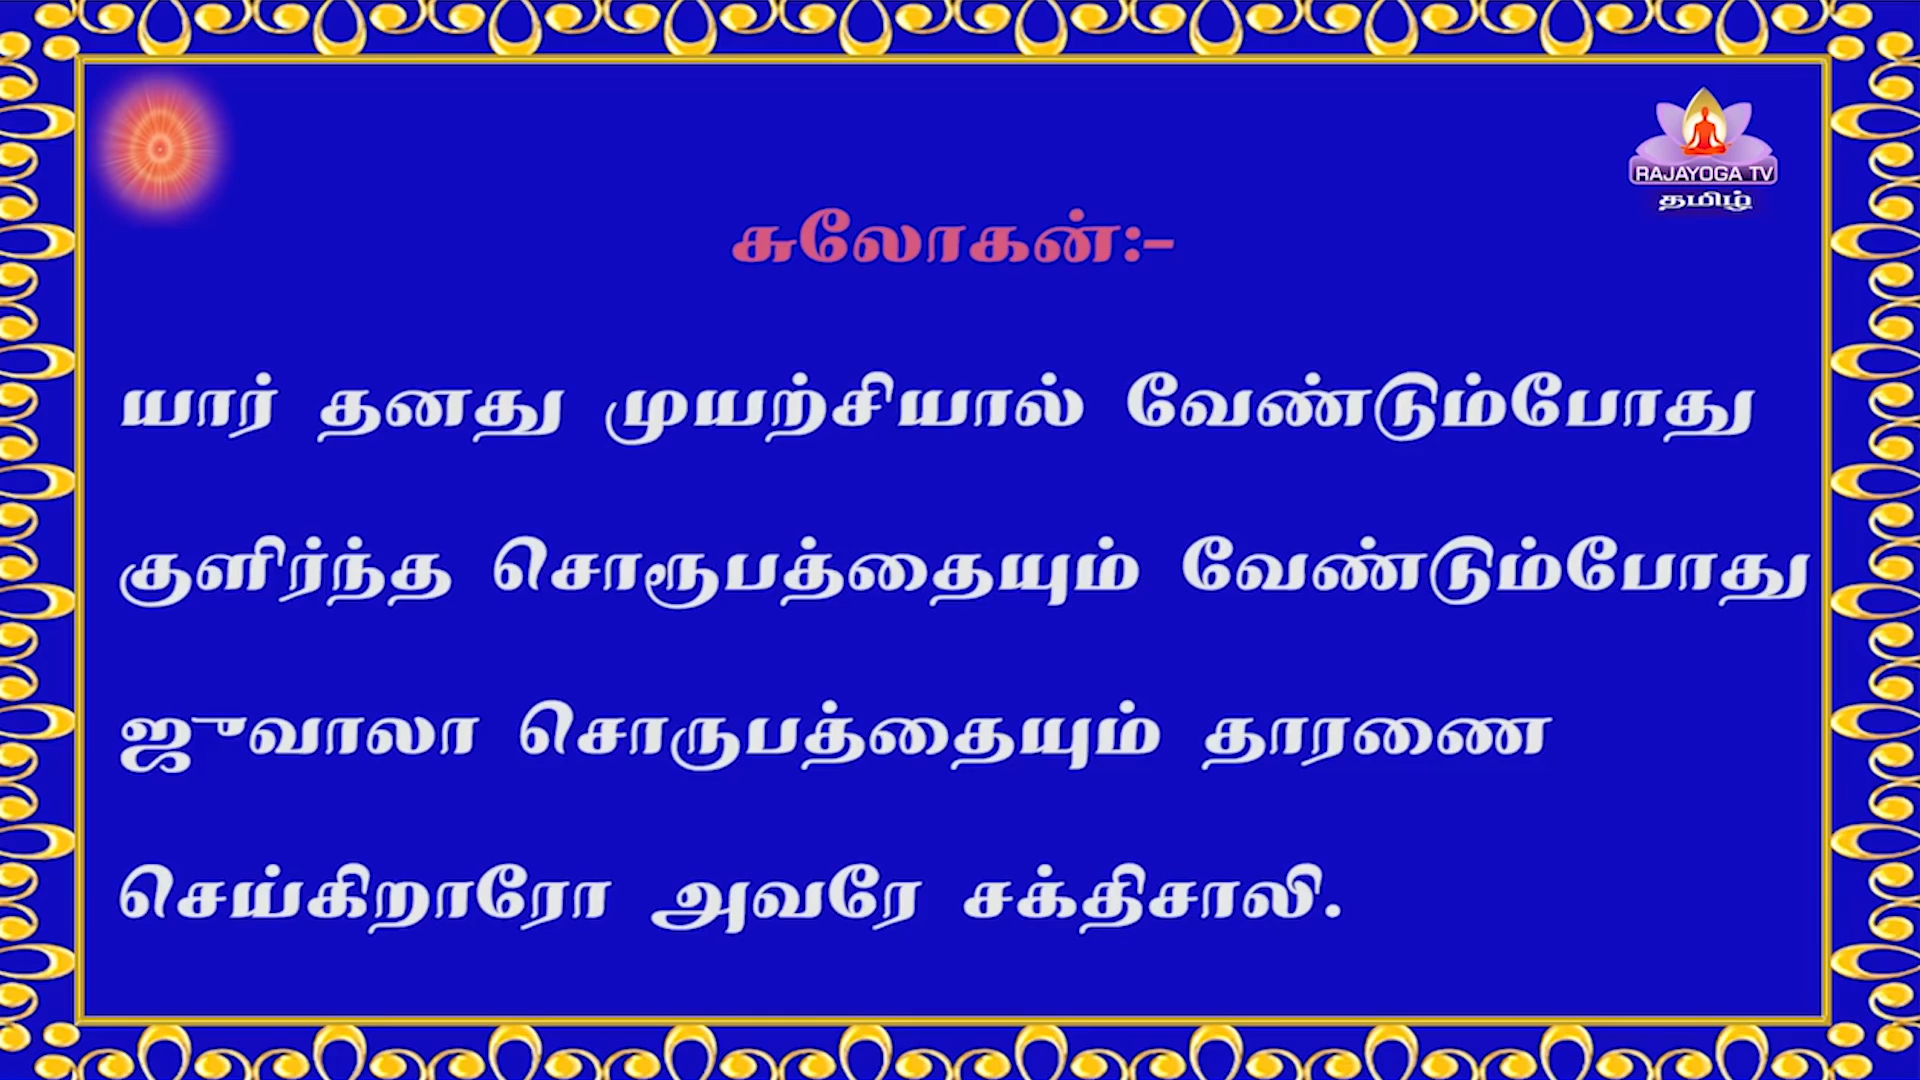 RAJAYOGA TV
தமிழ்
சுலோகன்:-
யார் தனது முயற்சியால் வேண்டும்போது
குளிர்ந்த சொரூபத்தையும் வேண்டும்போது
ஜுவாலா சொருபத்தையும் தாரணை
செய்கிறாரோ அவரே சக்திசாலி.